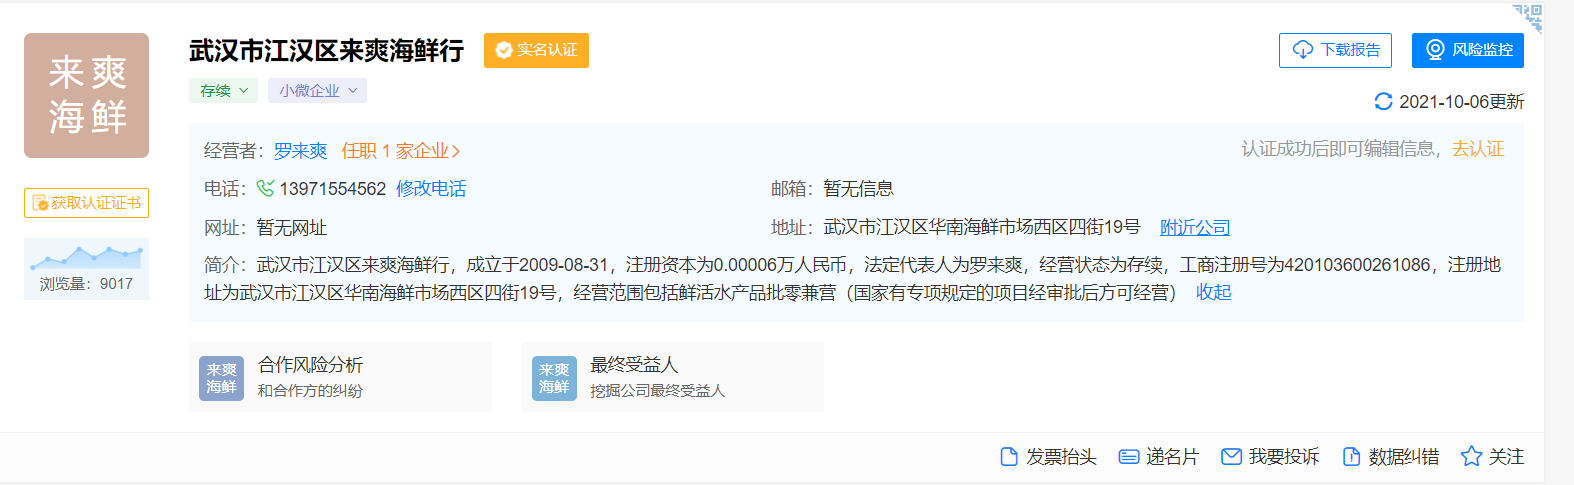 来爽
海鲜
武汉市江汉区来爽海鲜行
实名认证
下载报告
风险监控
存续
小微企业
2021-10-06更新
经营者：罗来爽 任职 1 家企业>
认证成功后即可编辑信息，去认证
电话：13971554562 修改电话
邮箱：暂无信息
网址：暂无网址
地址：武汉市江汉区华南海鲜市场西区四街19号 附近公司
简介：武汉市江汉区来爽海鲜行，成立于2009-08-31，注册资本为0.00006万人民币，法定代表人为罗来爽，经营状态为存续，工商注册号为420103600261086，注册地
址为武汉市江汉区华南海鲜市场西区四街19号，经营范围包括鲜活水产品批零兼营（国家有专项规定的项目经审批后方可经营） 收起
获取认证证书
浏览量：9017
来爽
海鲜
合作风险分析
和合作方的纠纷
来爽
海鲜
最终受益人
挖掘公司最终受益人
发票抬头
递名片
我要投诉
数据纠错
关注